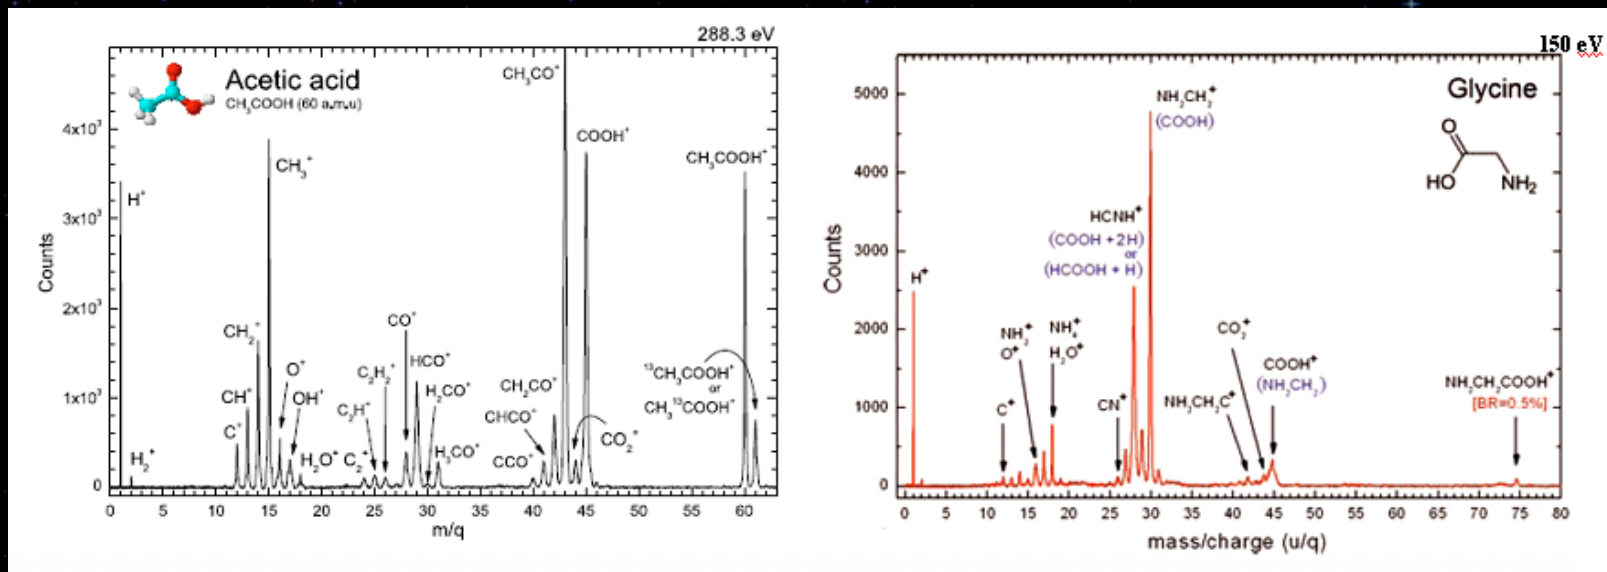 288.3 eV
Acetic acid
CH₃COOH (60 a.m.u)
Counts
4x10³
3x10³
2x10³
1x10³
0
H⁺
H₂⁺
C⁺
CH⁺
CH₂⁺
CH₃⁺
O⁺
OH⁺
H₂O⁺
C₂⁺
C₂H⁺
C₂H₂⁺
CO⁺
HCO⁺
H₂CO⁺
H₃CO⁺
CCO⁺
CHCO⁺
CH₂CO⁺
CH₃CO⁺
CO₂⁺
COOH⁺
CH₃COOH⁺
¹³CH₃COOH⁺
or
CH₃¹³COOH⁺
0 5 10 15 20 25 30 35 40 45 50 55 60
m/q
150 eV
Glycine
O
HO
NH₂
Counts
5000
4000
3000
2000
1000
0
H⁺
C⁺
NH₂⁺
O⁺
NH₄⁺
H₂O⁺
CN⁺
HCNH⁺
(COOH +2H)
or
(HCOOH + H)
NH₂CH₂⁺
(COOH)
NH₂CH₂C⁺
CO₂⁺
COOH⁺
(NH₂CH₂)
NH₂CH₂COOH⁺
[BR=0.5%]
0 5 10 15 20 25 30 35 40 45 50 55 60 65 70 75 80
mass/charge (u/q)